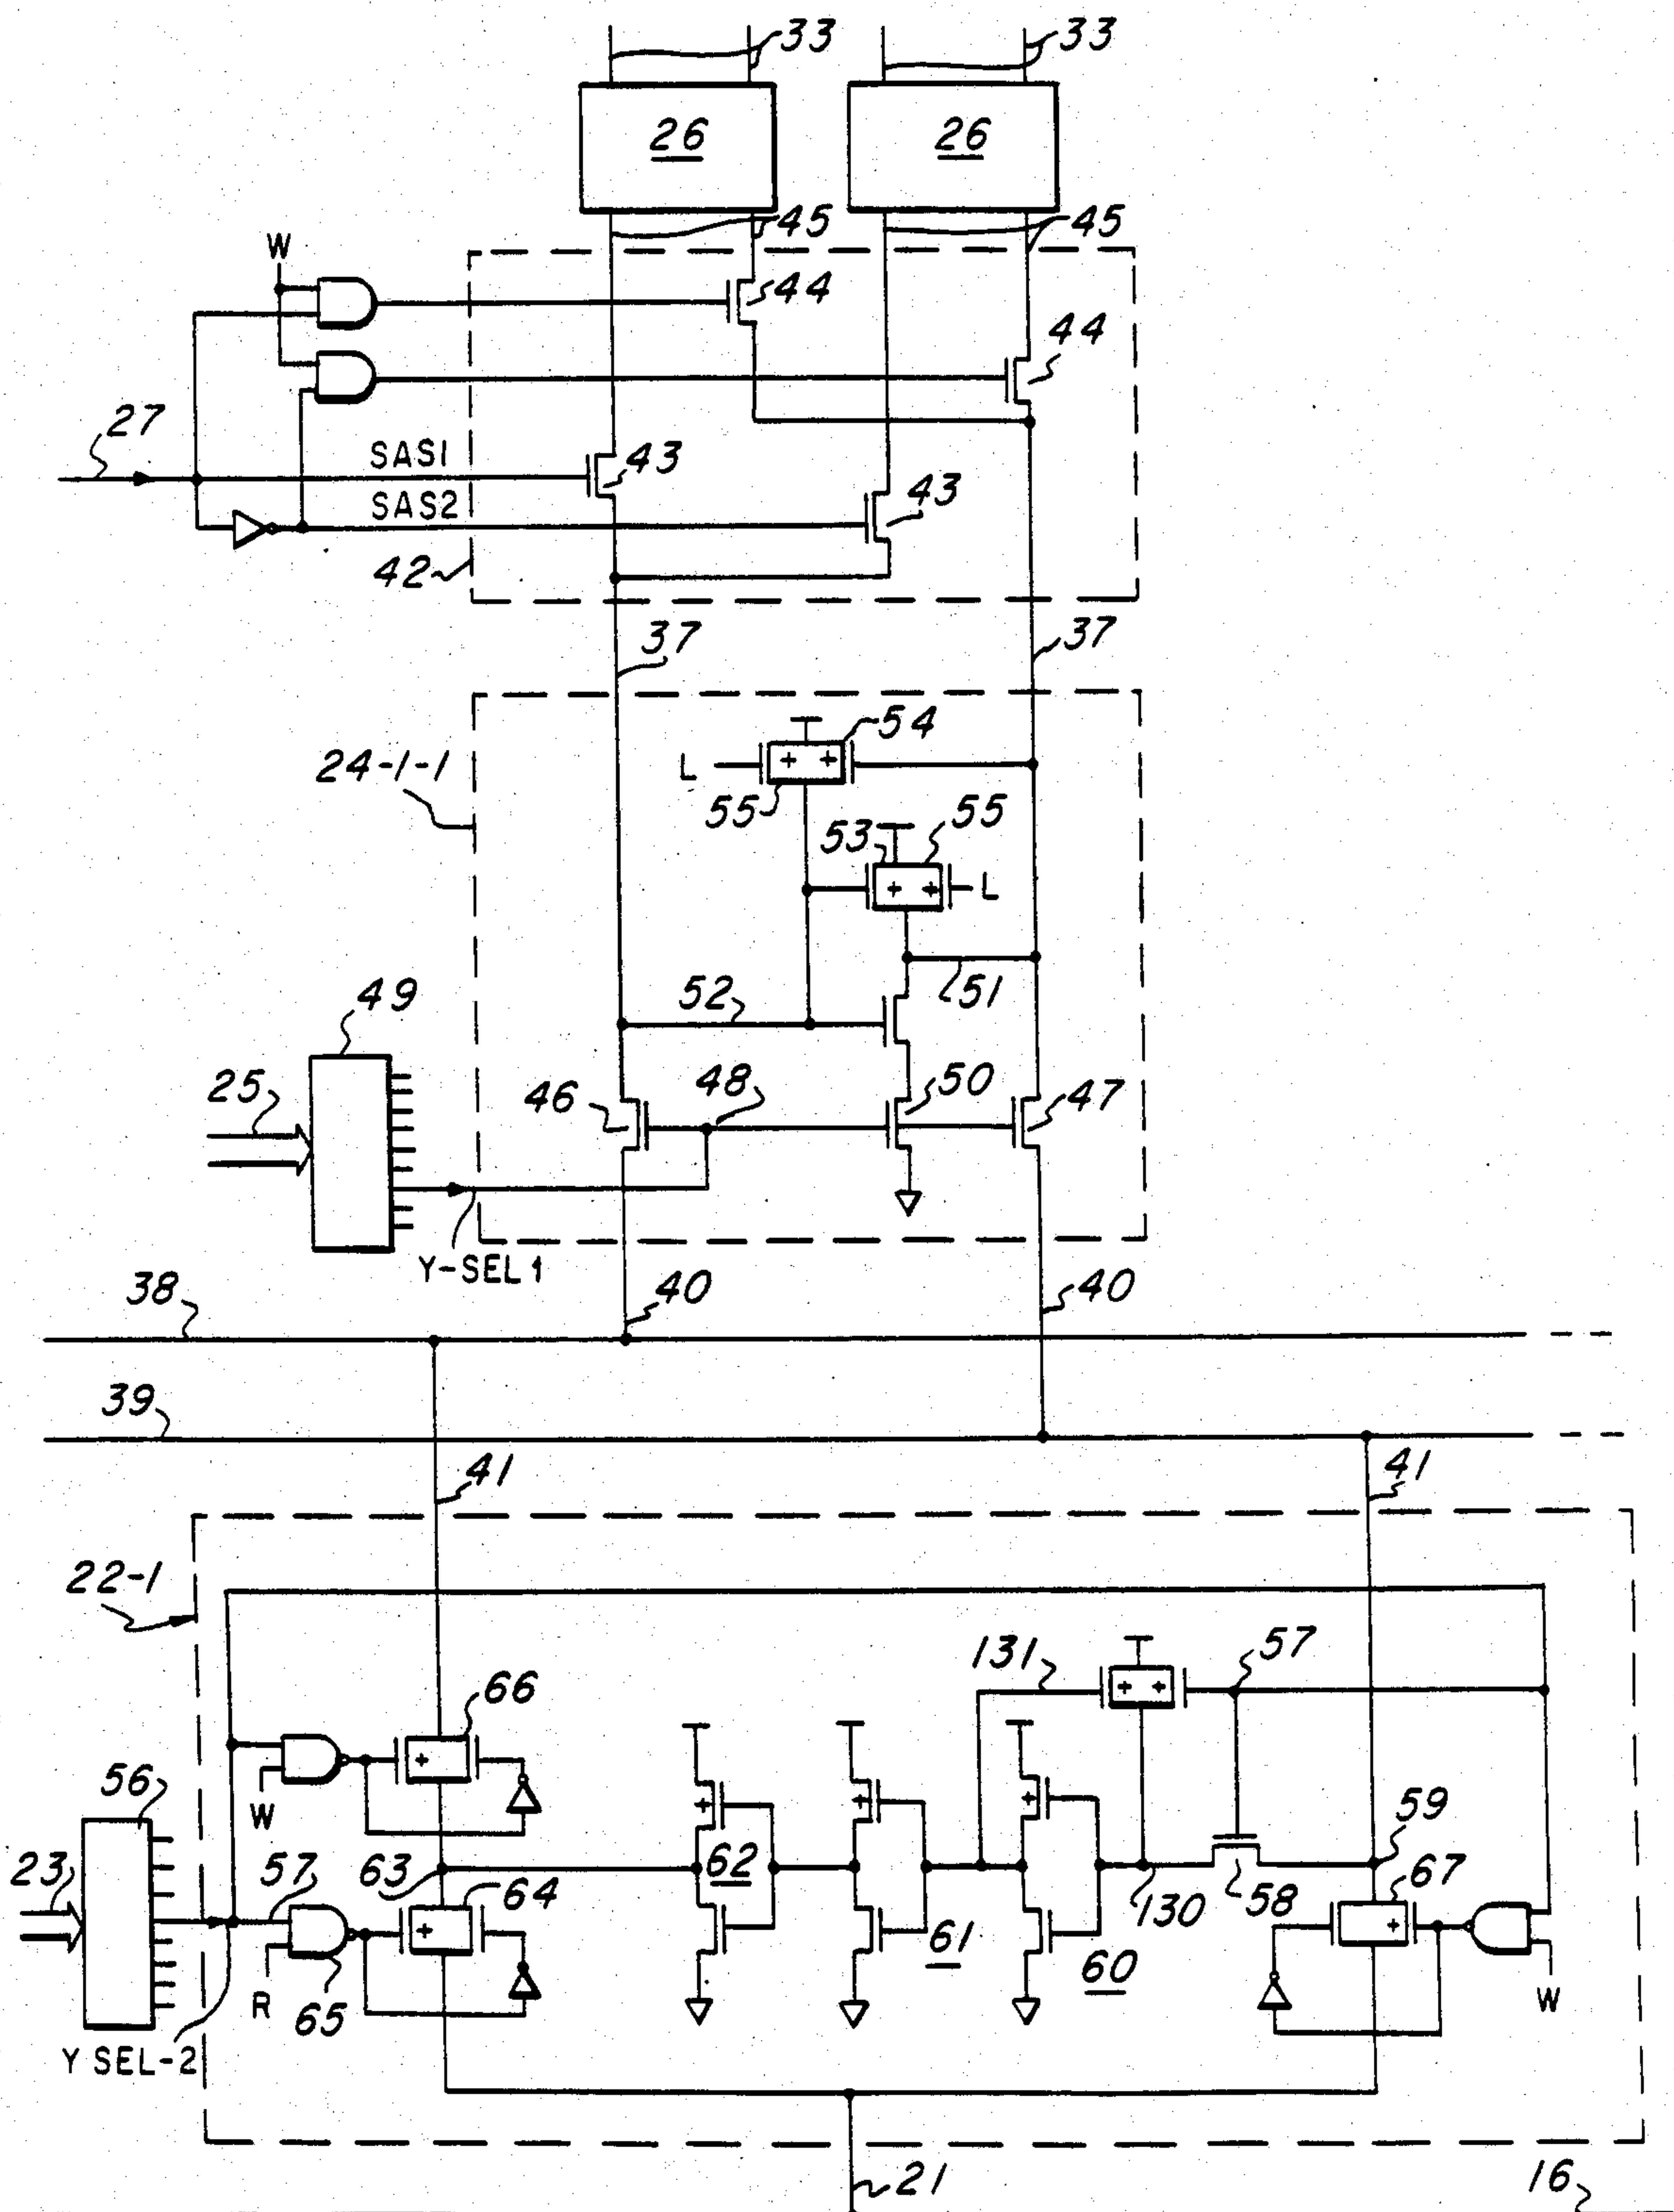 33 33
26 26
45 45
W
44
44
27
SAS1 43
SAS2 43
42
37 37
54
24-1-1 L
55 53 55
L
52 51
49
25 46 48 50 47
Y-SEL 1
38 40 40
39
41 41
22-1
131 57
66
56
W 59
23 57 63 64 62 67
130 58
61
R 65 60 W
Y SEL-2
21 16